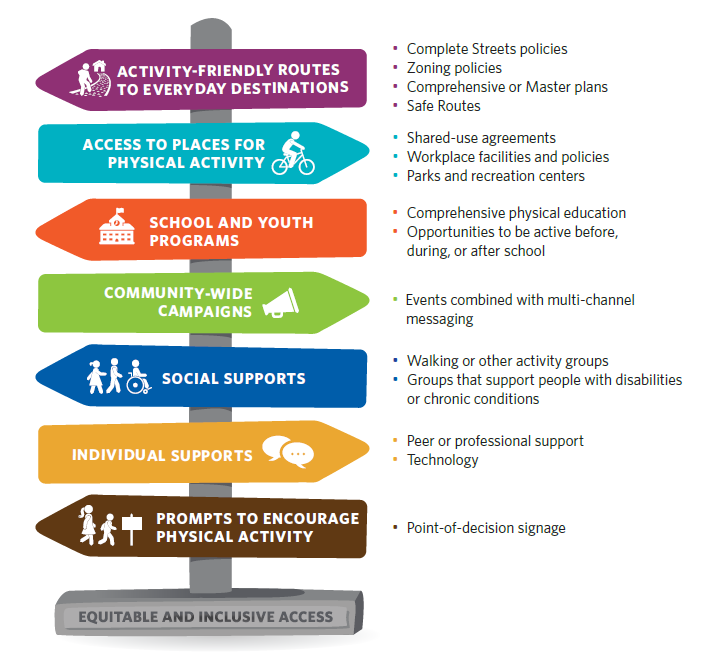 ACTIVITY-FRIENDLY ROUTES
TO EVERYDAY DESTINATIONS
• Complete Streets policies
• Zoning policies
• Comprehensive or Master plans
• Safe Routes
ACCESS TO PLACES FOR
PHYSICAL ACTIVITY
• Shared-use agreements
• Workplace facilities and policies
• Parks and recreation centers
SCHOOL AND YOUTH
PROGRAMS
• Comprehensive physical education
• Opportunities to be active before,
during, or after school
COMMUNITY-WIDE
CAMPAIGNS
• Events combined with multi-channel
messaging
SOCIAL SUPPORTS
• Walking or other activity groups
• Groups that support people with disabilities
or chronic conditions
INDIVIDUAL SUPPORTS
• Peer or professional support
• Technology
PROMPTS TO ENCOURAGE
PHYSICAL ACTIVITY
• Point-of-decision signage
EQUITABLE AND INCLUSIVE ACCESS